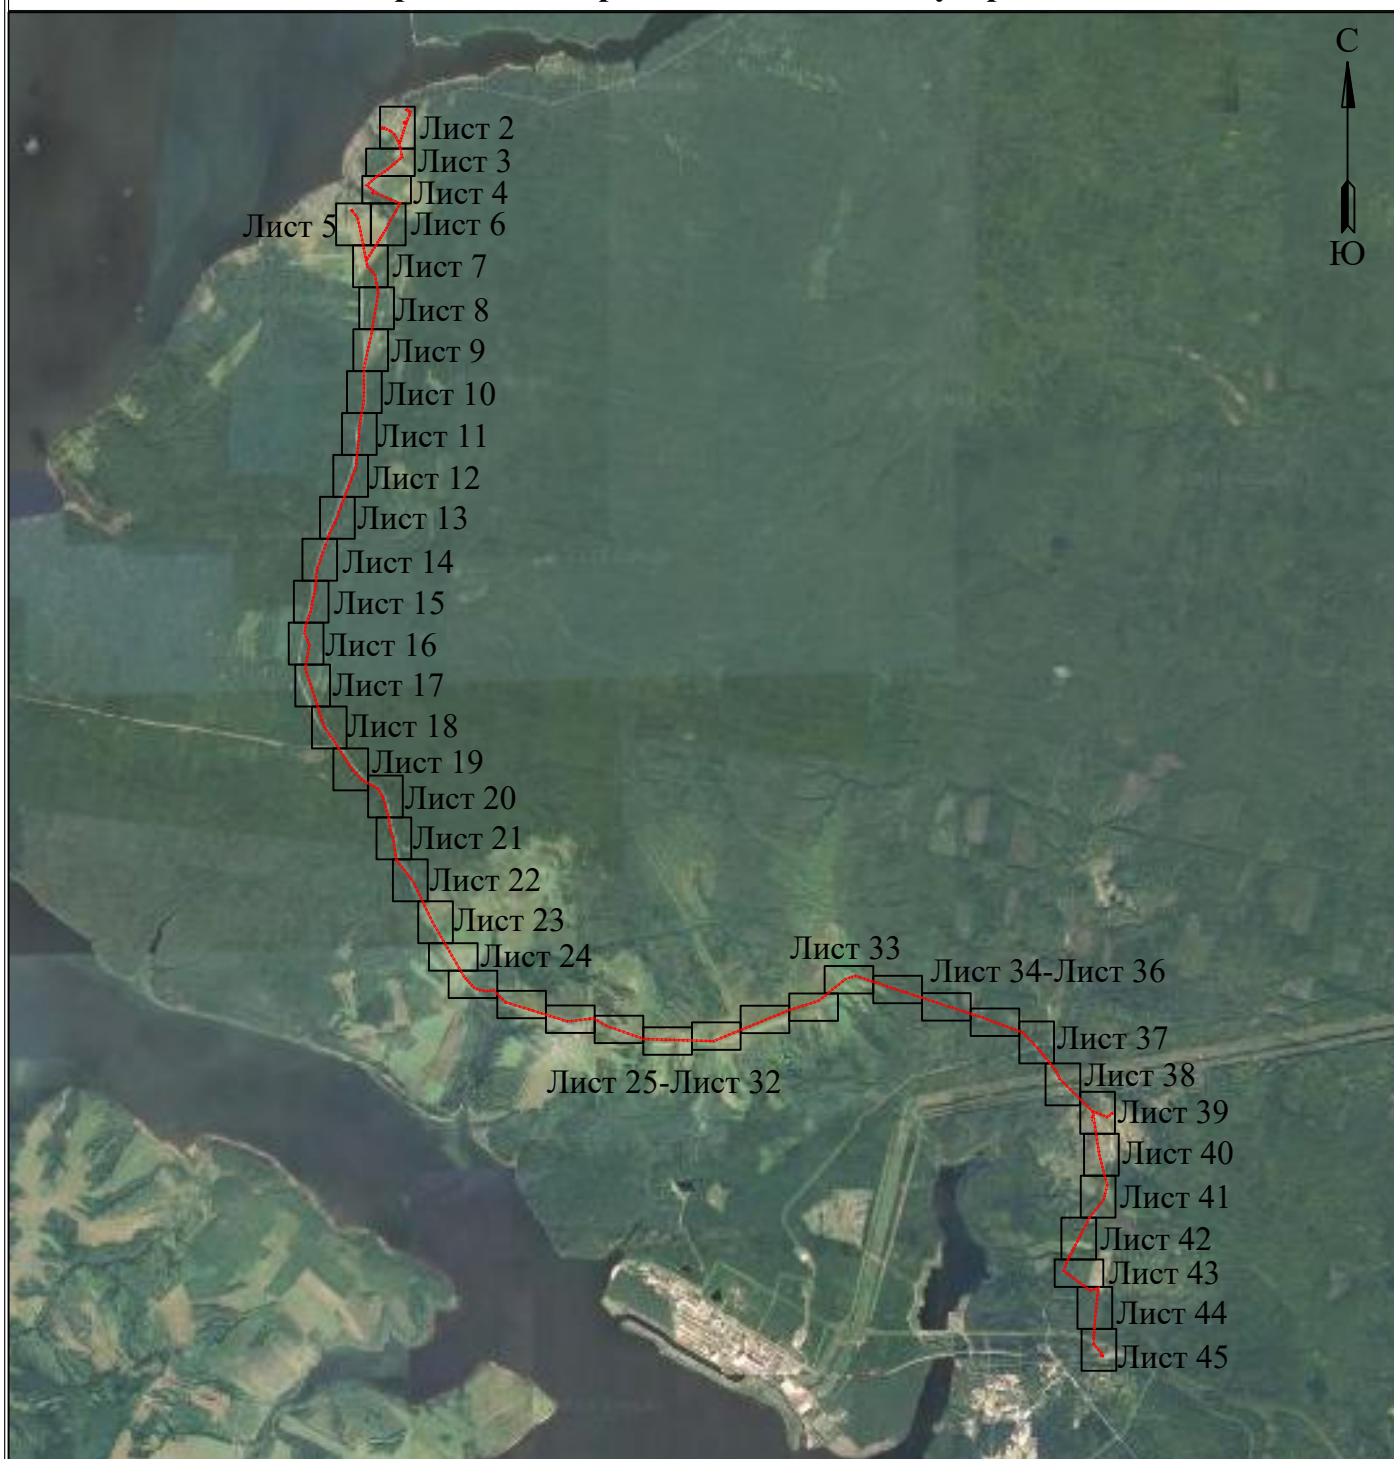 С
Ю
Лист 2
Лист 3
Лист 4
Лист 5
Лист 6
Лист 7
Лист 8
Лист 9
Лист 10
Лист 11
Лист 12
Лист 13
Лист 14
Лист 15
Лист 16
Лист 17
Лист 18
Лист 19
Лист 20
Лист 21
Лист 22
Лист 23
Лист 24
Лист 25-Лист 32
Лист 33
Лист 34-Лист 36
Лист 37
Лист 38
Лист 39
Лист 40
Лист 41
Лист 42
Лист 43
Лист 44
Лист 45